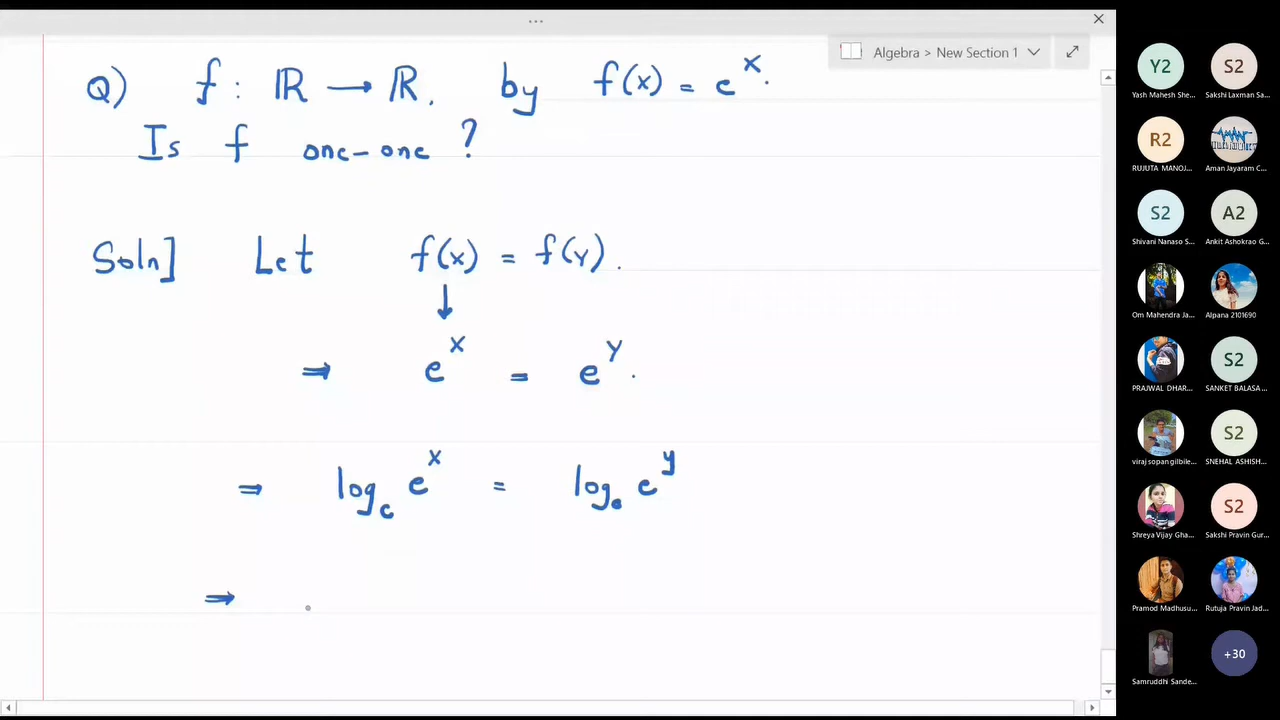 Algebra > New Section 1
Q) f : ℝ → ℝ. by f(x) = e^x.
Is f one-one ?
Soln] Let f(x) = f(y).
↓
⇒ e^x = e^y.
⇒ log_e e^x = log_e e^y
⇒
Y2
Yash Mahesh She...
S2
Sakshi Laxman Sa...
R2
RUJUTA MANOJ...
AMAN
Aman Jayaram C...
S2
Shivani Nanaso S...
A2
Ankit Ashokrao G...
Om Mahendra Ja...
Alpana 2101690
PRAJWAL DHAR...
S2
SANKET BALASA...
viraj sopan gilbile...
S2
SNEHAL ASHISH...
Shreya Vijay Gha...
S2
Sakshi Pravin Gur...
Pramod Madhusu...
Rutuja Pravin Jad...
Samruddhi Sande...
+30